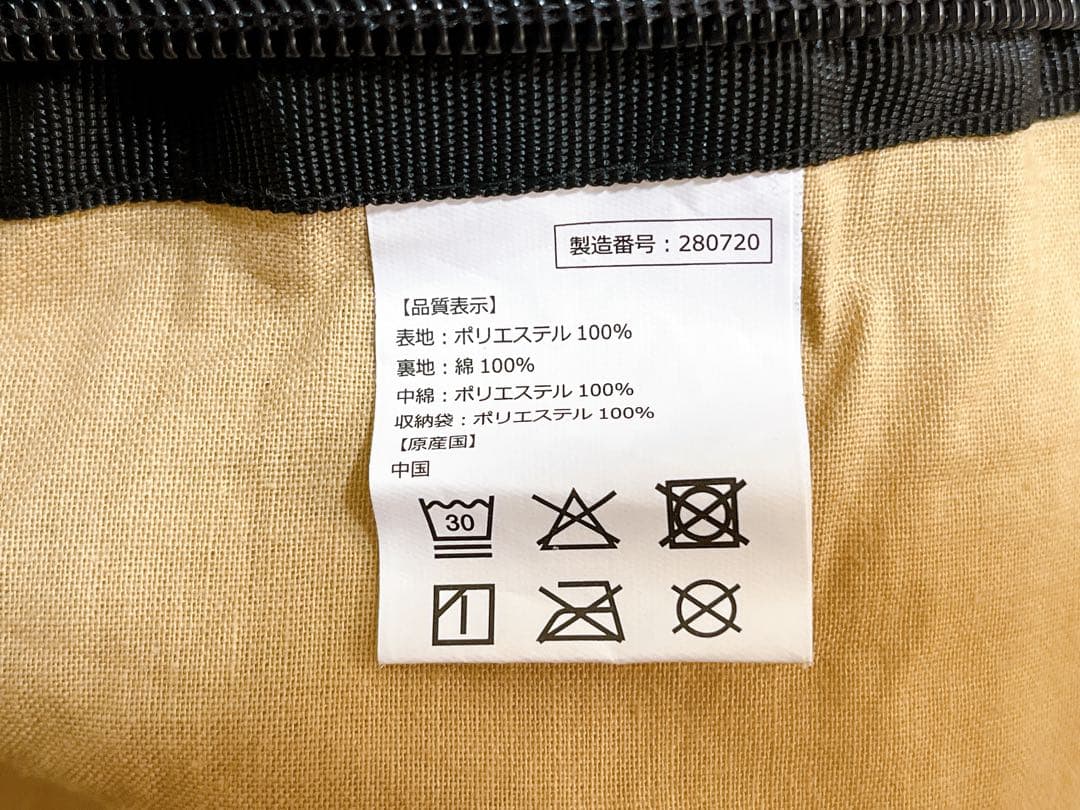 製造番号：280720
【品質表示】
表地：ポリエステル 100%
裏地：綿 100%
中綿：ポリエステル 100%
収納袋：ポリエステル 100%
【原産国】
中国
30